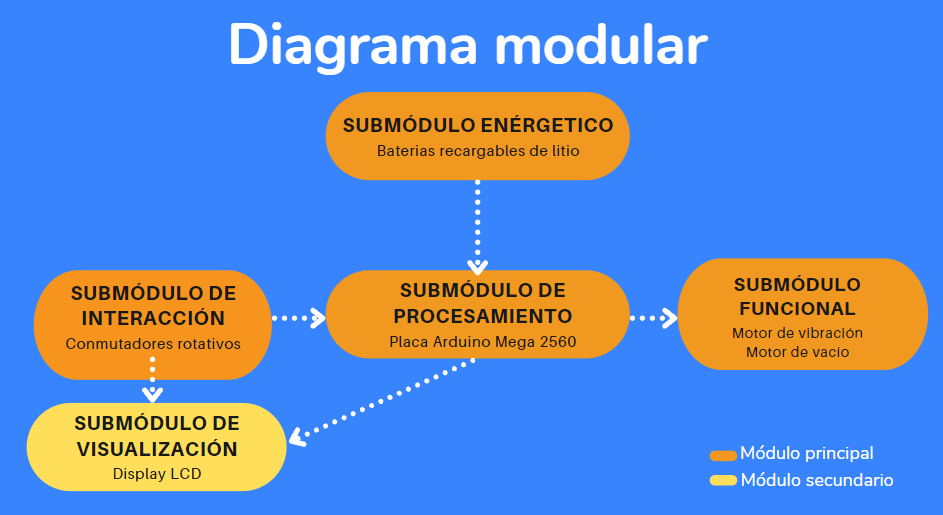 Diagrama modular
SUBMÓDULO ENÉRGETICO
Baterias recargables de litio
SUBMÓDULO DE
INTERACCIÓN
Conmutadores rotativos
SUBMÓDULO DE
PROCESAMIENTO
Placa Arduino Mega 2560
SUBMÓDULO
FUNCIONAL
Motor de vibración
Motor de vacío
SUBMÓDULO DE
VISUALIZACIÓN
Display LCD
Módulo principal
Módulo secundario